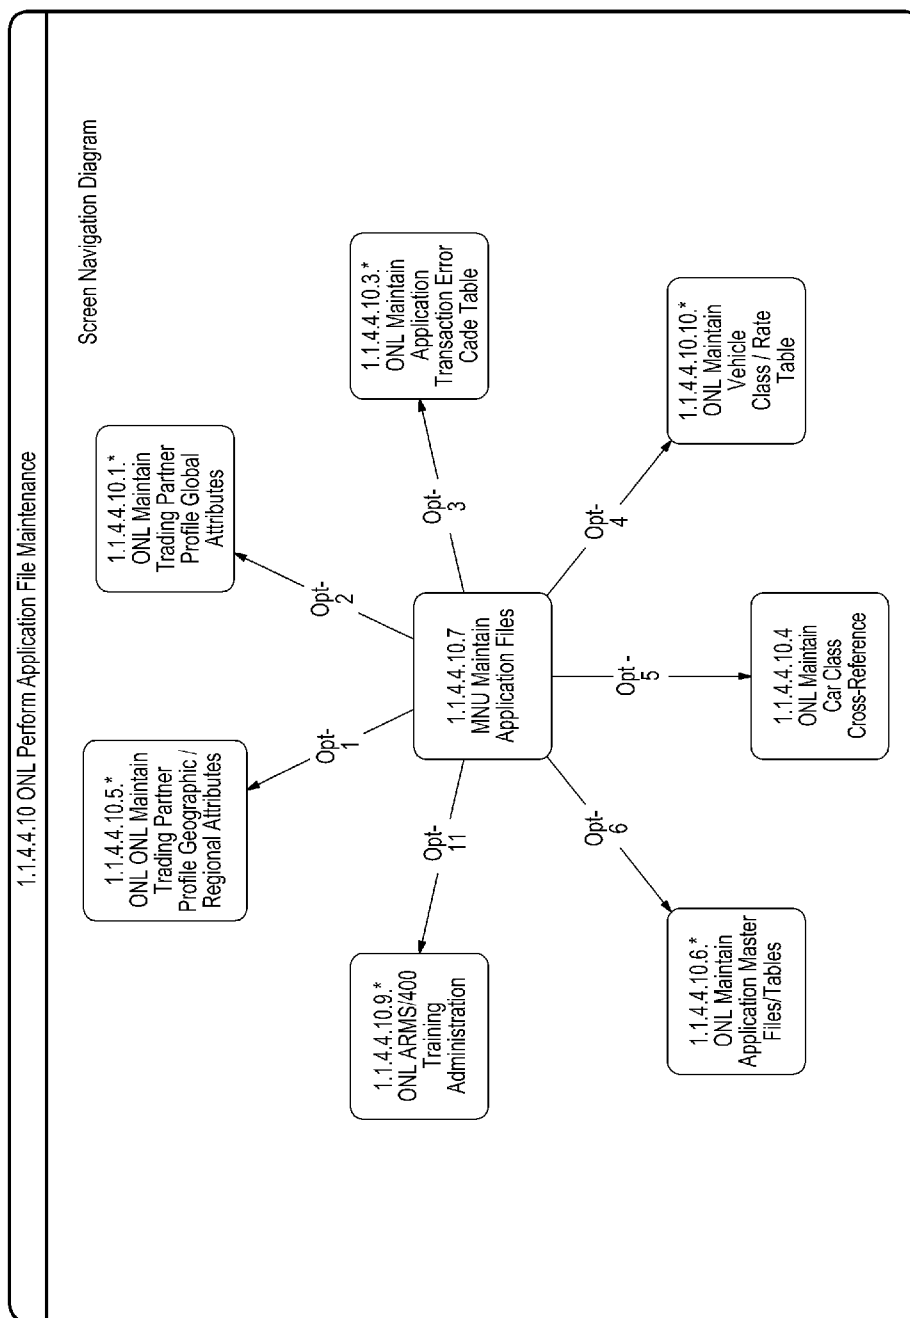 1.1.4.4.10 ONL Perform Application File Maintenance
Screen Navigation Diagram
1.1.4.4.10.5.*
ONL ONL Maintain
Trading Partner
Profile Geographic /
Regional Attributes
1.1.4.4.10.1.*
ONL Maintain
Trading Partner
Profile Global
Attributes
Opt-
1
Opt-
2
1.1.4.4.10.9.*
ONL ARMS/400
Training
Administration
Opt-
11
1.1.4.4.10.7
MNU Maintain
Application Files
Opt-
3
1.1.4.4.10.3.*
ONL Maintain
Application
Transaction Error
Cade Table
Opt-
6
Opt -
5
Opt-
4
1.1.4.4.10.6.*
ONL Maintain
Application Master
Files/Tables
1.1.4.4.10.4
ONL Maintain
Car Class
Cross-Reference
1.1.4.4.10.10.*
ONL Maintain
Vehicle
Class / Rate
Table